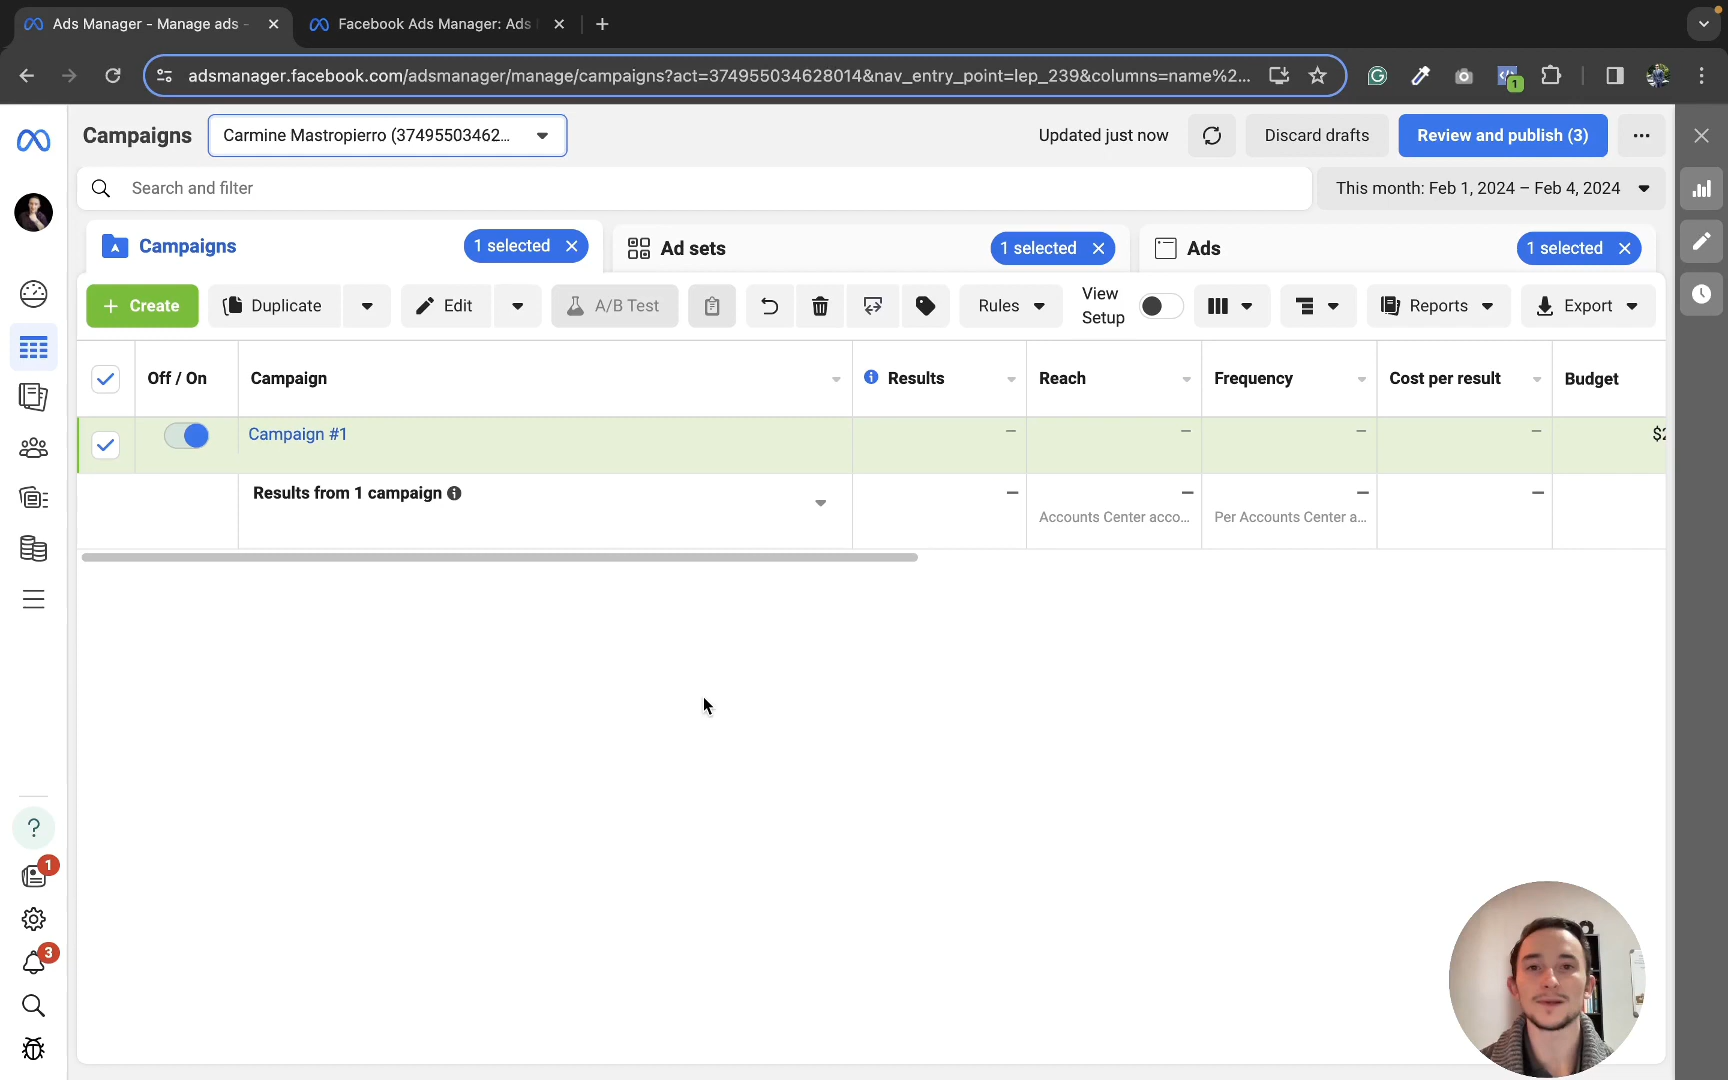 Ads Manager - Manage ads -
Facebook Ads Manager: Ads
adsmanager.facebook.com/adsmanager/manage/campaigns?act=374955034628014&nav_entry_point=lep_239&columns=name%2...
1
Campaigns
Carmine Mastropierro (37495503462...
Updated just now
Discard drafts
Review and publish (3)
Search and filter
This month: Feb 1, 2024 – Feb 4, 2024
Campaigns
1 selected
Ad sets
1 selected
Ads
1 selected
+ Create
Duplicate
Edit
A/B Test
Rules
View
Setup
Reports
Export
Off / On
Campaign
Results
Reach
Frequency
Cost per result
Budget
Campaign #1
—
—
—
—
Results from 1 campaign
—
—
—
—
Accounts Center acco...
Per Accounts Center a...
?
1
3